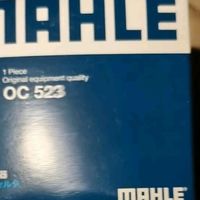 MAHLE
1 Piece
Original equipment quality
OC 523
MAHLE